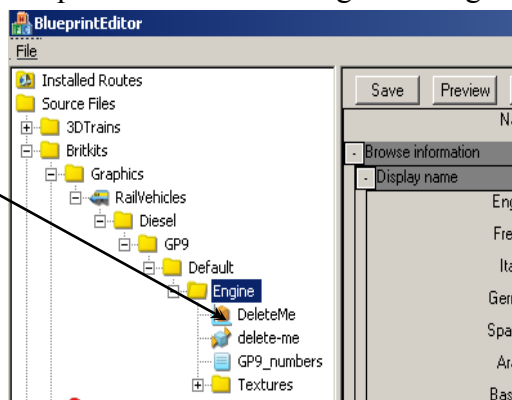 BlueprintEditor
File
Installed Routes
Source Files
3DTrains
Britkits
Graphics
RailVehicles
Diesel
GP9
Default
Engine
DeleteMe
delete-me
GP9_numbers
Textures
Save Preview
Browse information
Display name